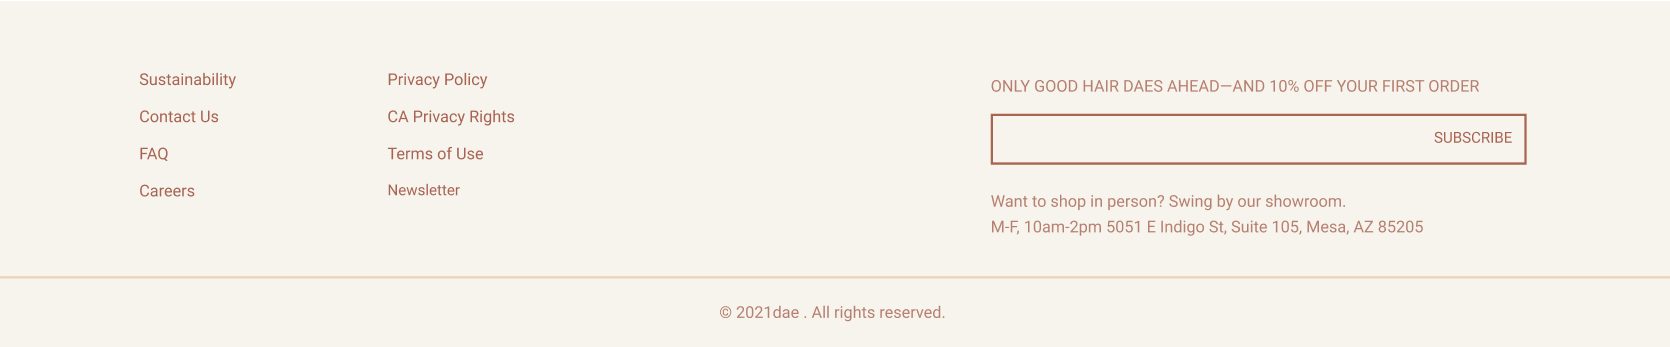 Sustainability
Contact Us
FAQ
Careers
Privacy Policy
CA Privacy Rights
Terms of Use
Newsletter
ONLY GOOD HAIR DAES AHEAD—AND 10% OFF YOUR FIRST ORDER
SUBSCRIBE
Want to shop in person? Swing by our showroom.
M-F, 10am-2pm 5051 E Indigo St, Suite 105, Mesa, AZ 85205
© 2021dae . All rights reserved.